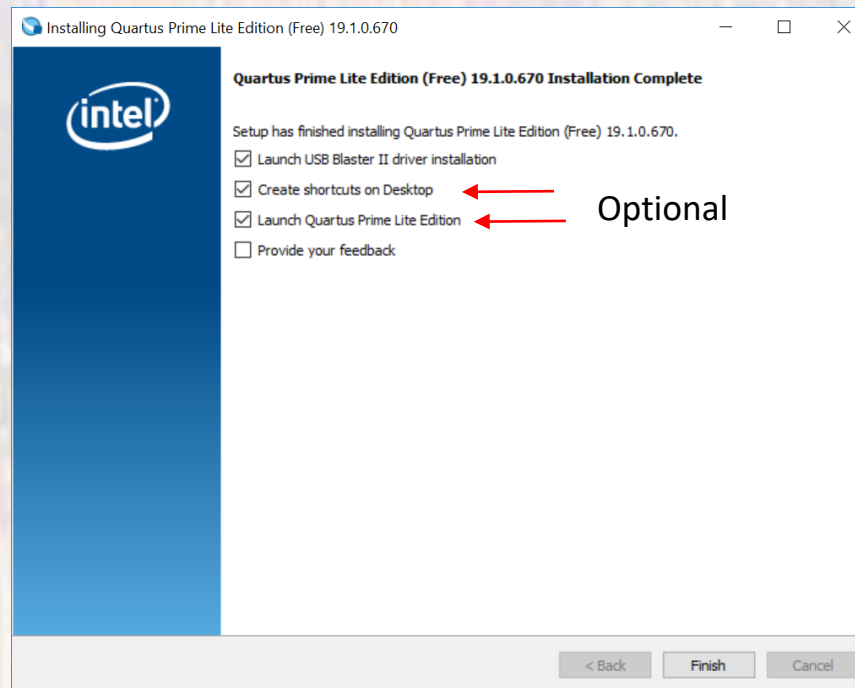 Installing Quartus Prime Lite Edition (Free) 19.1.0.670
intel
Quartus Prime Lite Edition (Free) 19.1.0.670 Installation Complete
Setup has finished installing Quartus Prime Lite Edition (Free) 19.1.0.670.
Launch USB Blaster II driver installation
Create shortcuts on Desktop
Launch Quartus Prime Lite Edition
Optional
Provide your feedback
< Back Finish Cancel